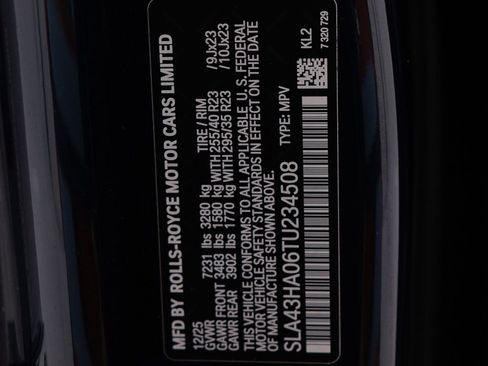 MFD BY ROLLS-ROYCE MOTOR CARS LIMITED
12/25 TIRE / RIM
GVWR 7231 lbs 3280 kg
GAWR FRONT 3483 lbs 1580 kg WITH 255/40 R23 /9Jx23
GAWR REAR 3902 lbs 1770 kg WITH 295/35 R23 /10Jx23
THIS VEHICLE CONFORMS TO ALL APPLICABLE U.S. FEDERAL
MOTOR VEHICLE SAFETY STANDARDS IN EFFECT ON THE DATE
OF MANUFACTURE SHOWN ABOVE.
SLA43HA06TU234508 TYPE: MPV KL2
7 320 729